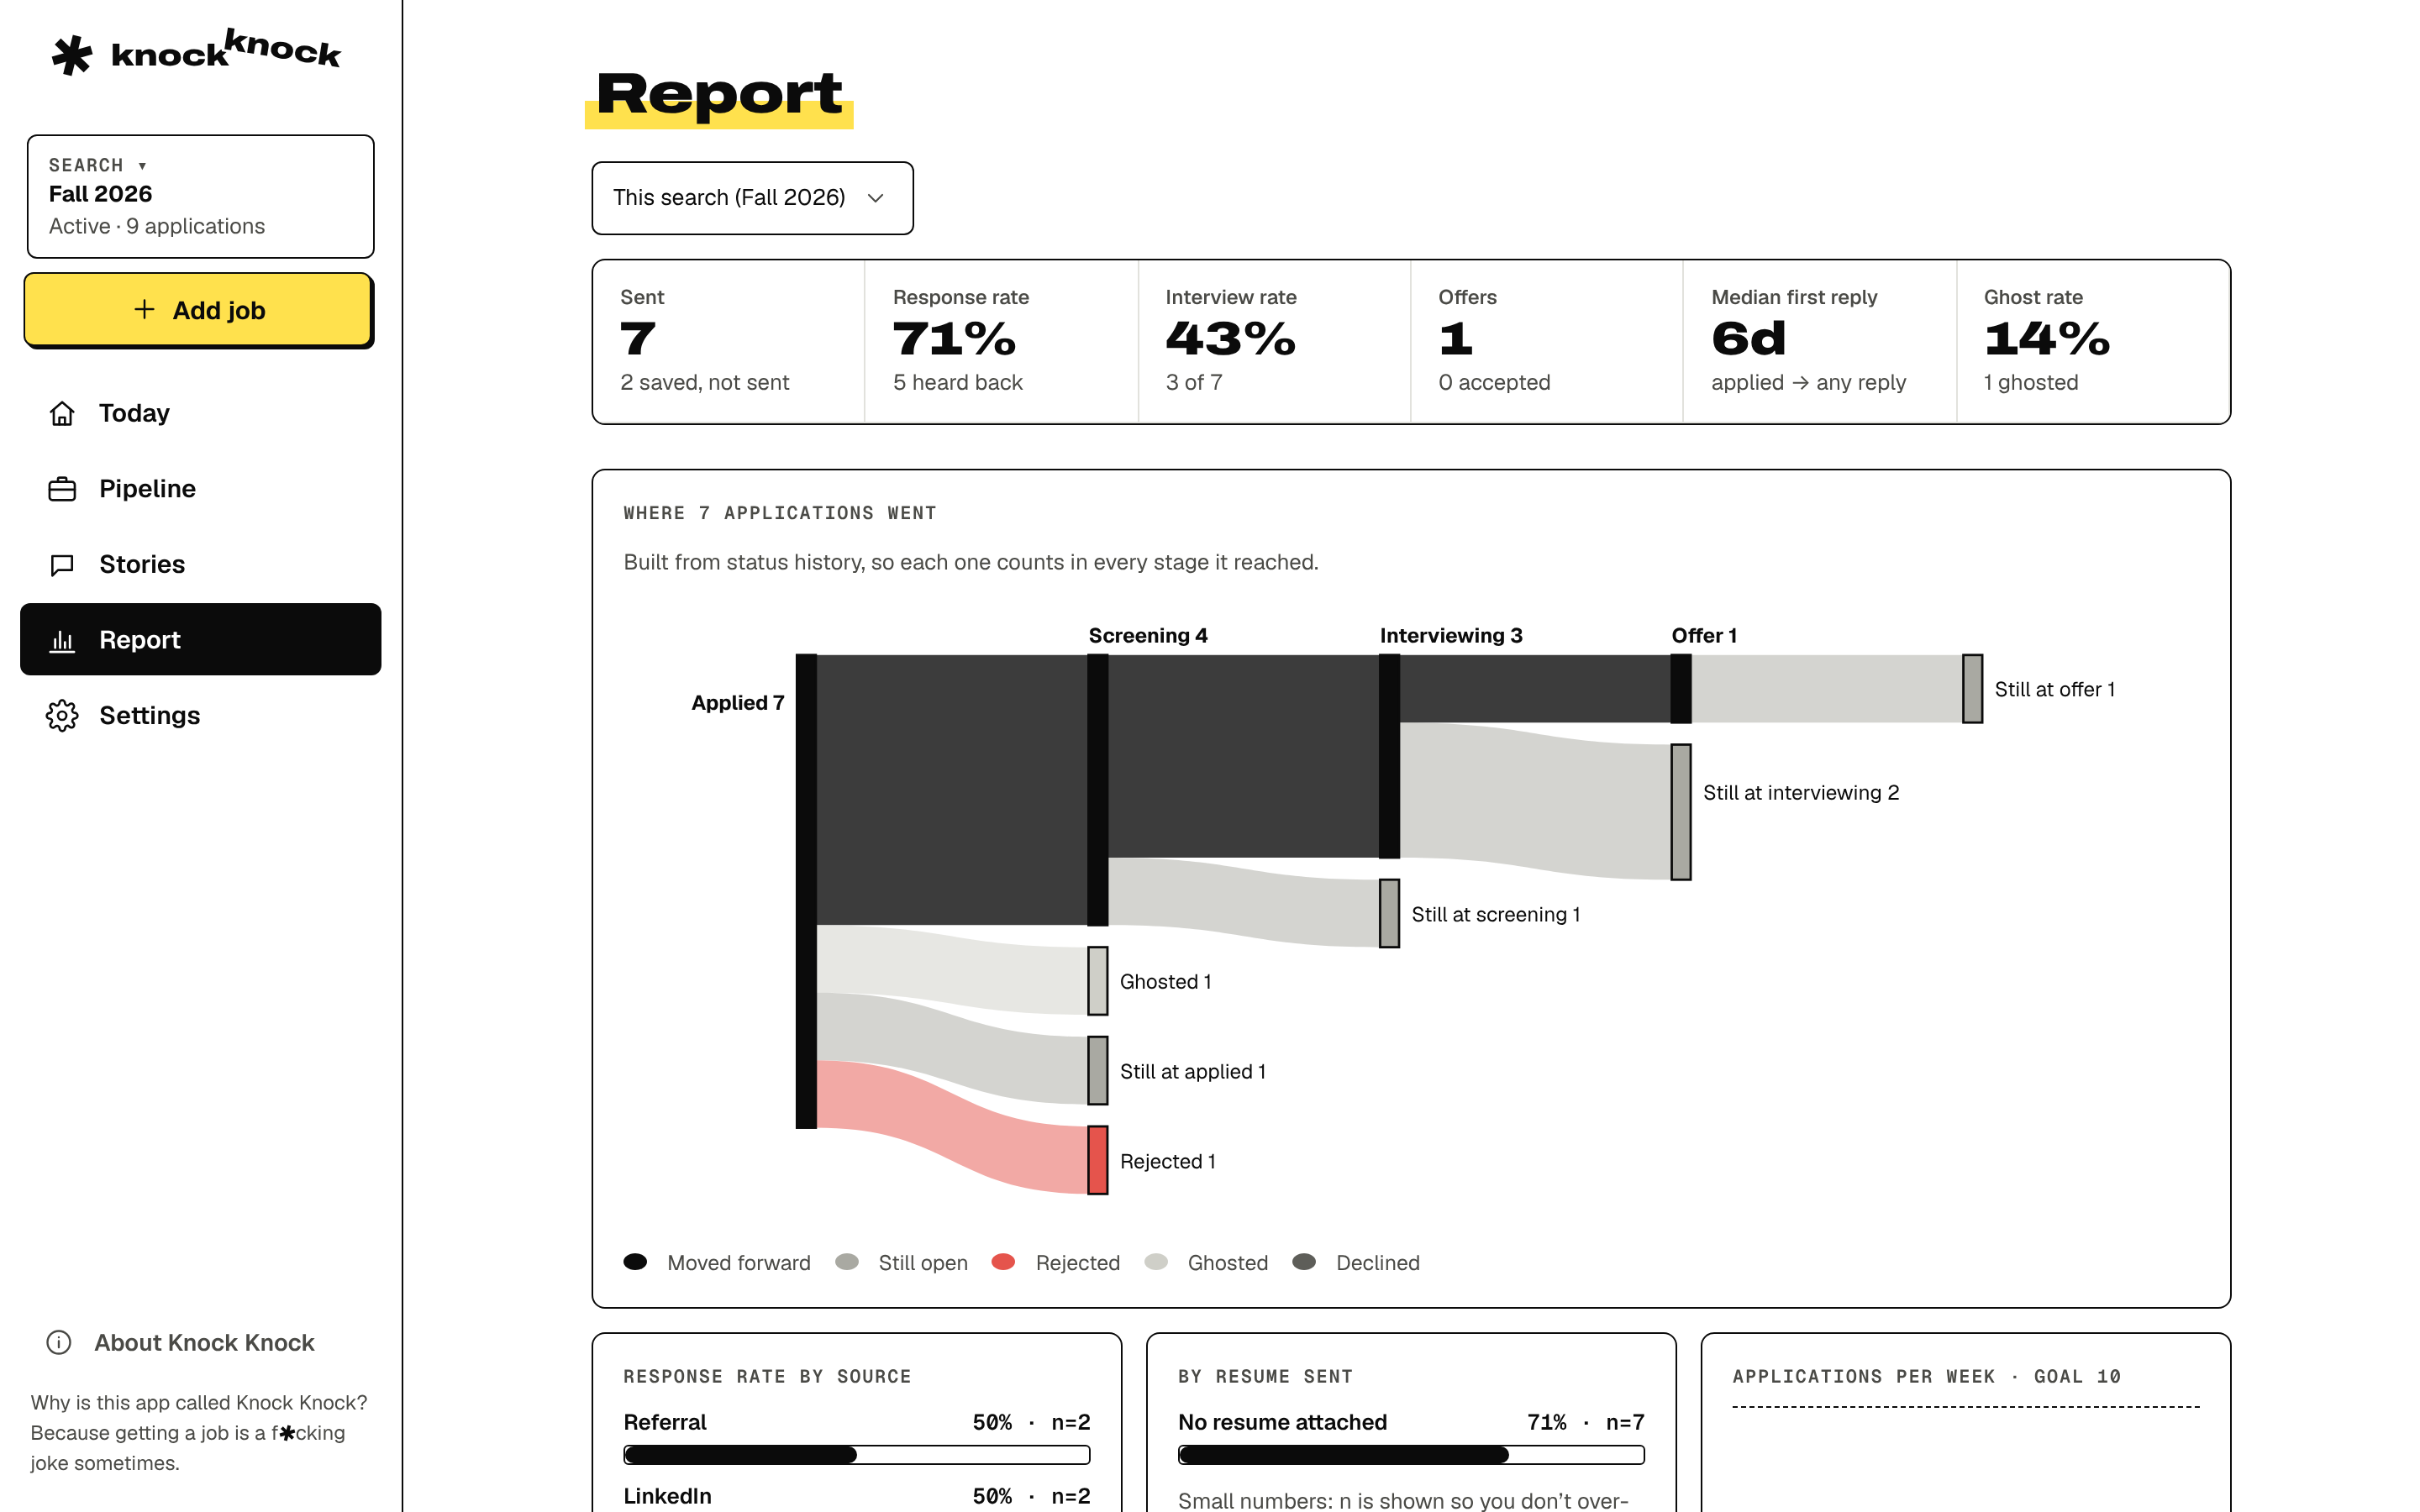 knockknock
SEARCH ▾
Fall 2026
Active · 9 applications
+ Add job
Today
Pipeline
Stories
Report
Settings
About Knock Knock
Why is this app called Knock Knock?
Because getting a job is a f*cking
joke sometimes.
Report
This search (Fall 2026)
Sent
7
2 saved, not sent
Response rate
71%
5 heard back
Interview rate
43%
3 of 7
Offers
1
0 accepted
Median first reply
6d
applied → any reply
Ghost rate
14%
1 ghosted
WHERE 7 APPLICATIONS WENT
Built from status history, so each one counts in every stage it reached.
Applied 7
Screening 4
Interviewing 3
Offer 1
Still at offer 1
Still at interviewing 2
Still at screening 1
Ghosted 1
Still at applied 1
Rejected 1
Moved forward
Still open
Rejected
Ghosted
Declined
RESPONSE RATE BY SOURCE
Referral 50% · n=2
LinkedIn 50% · n=2
BY RESUME SENT
No resume attached 71% · n=7
Small numbers: n is shown so you don't over-
APPLICATIONS PER WEEK · GOAL 10